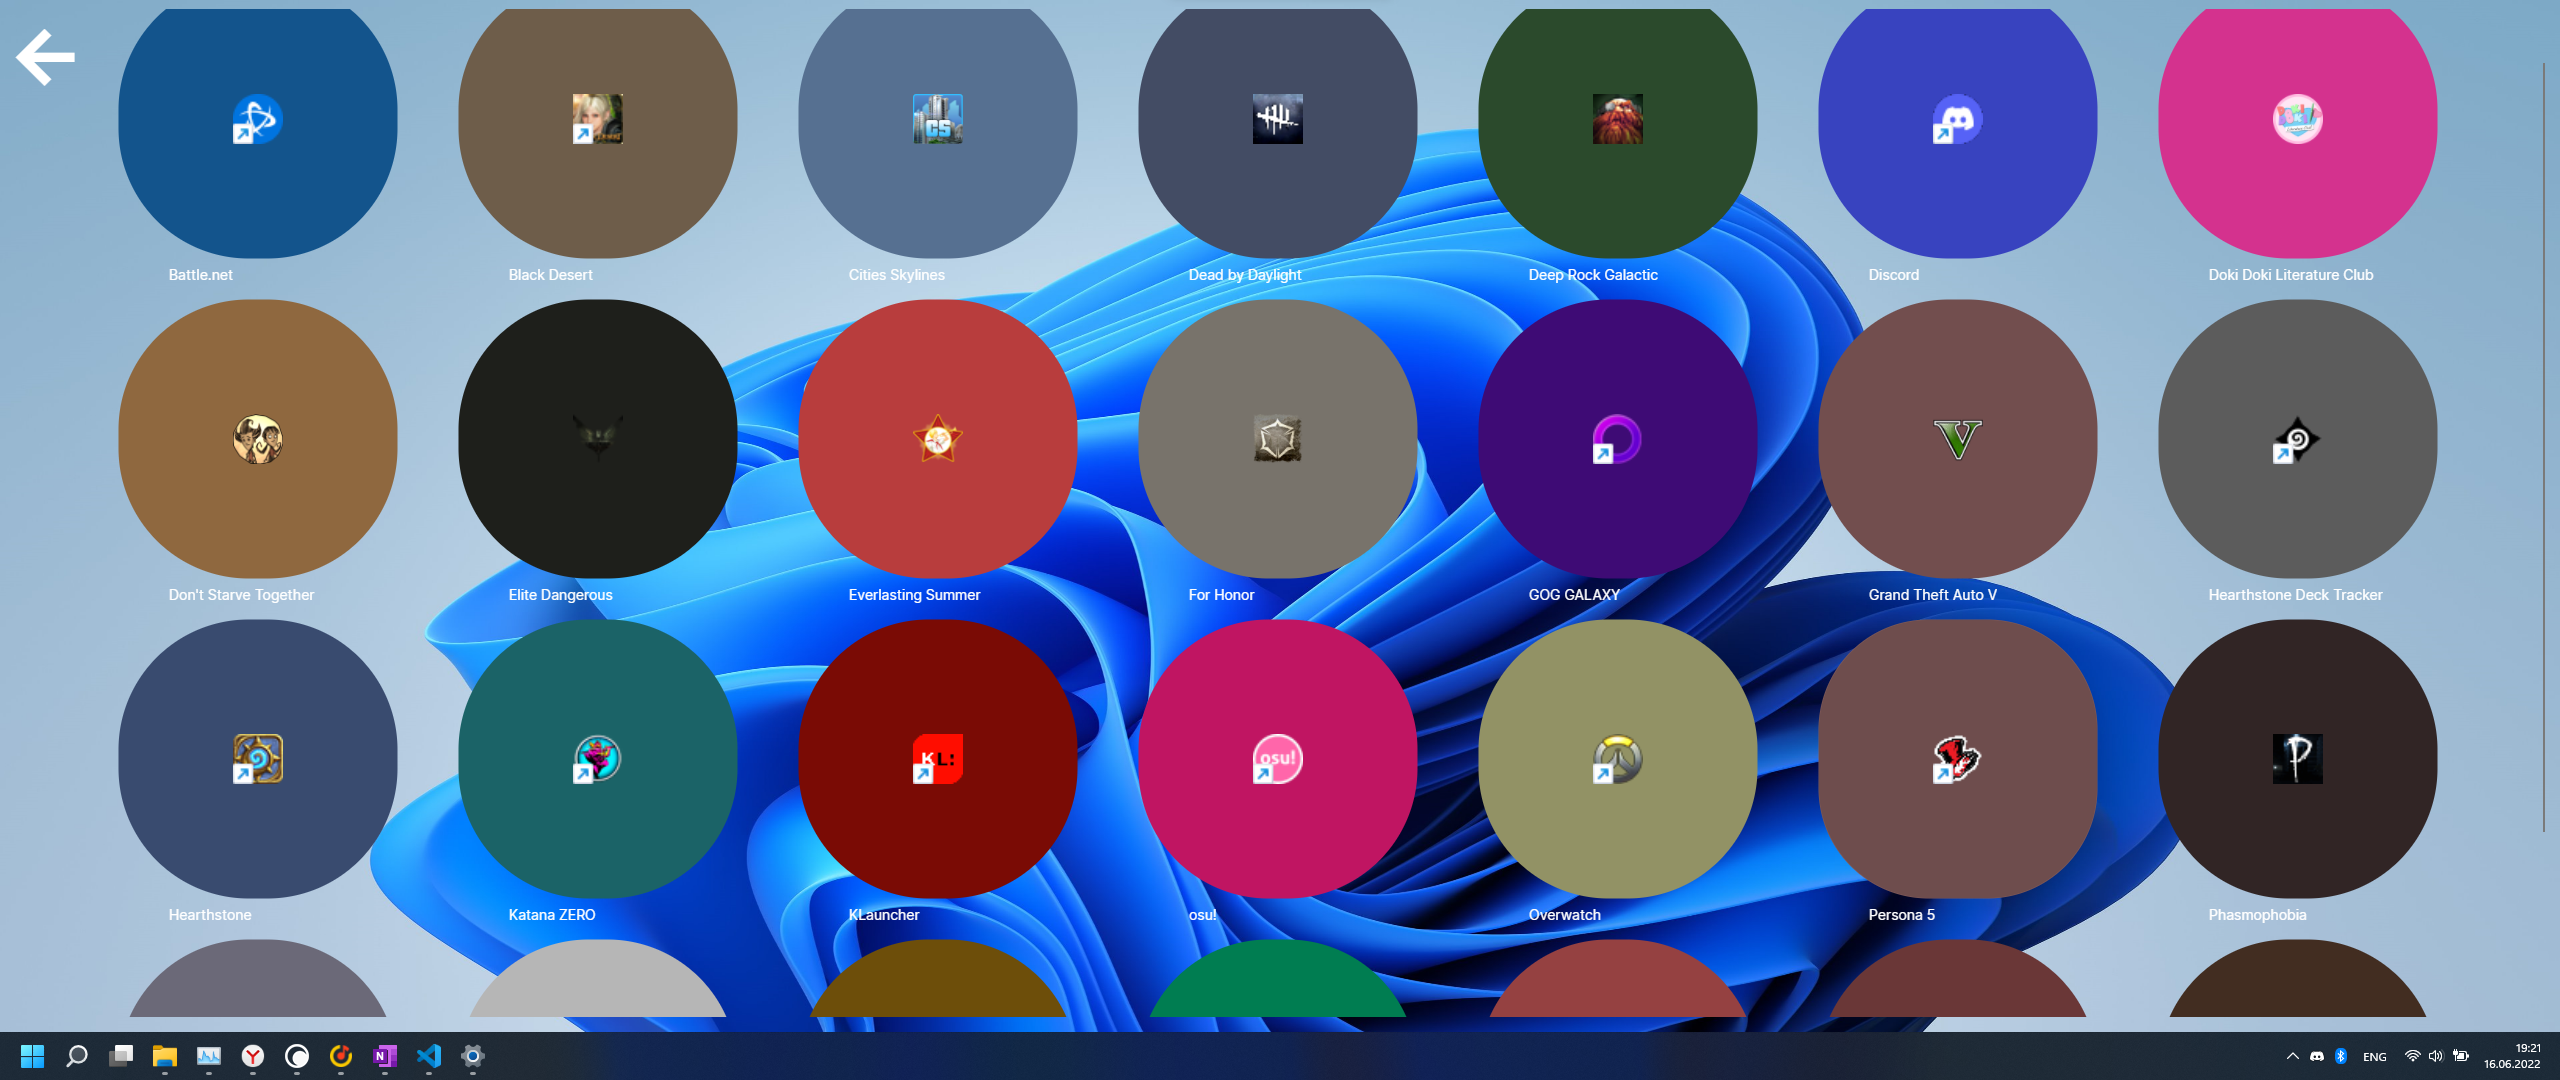 CS
Battle.net
Black Desert
Cities Skylines
Dead by Daylight
Deep Rock Galactic
Discord
Doki Doki Literature Club
V
Don't Starve Together
Elite Dangerous
Everlasting Summer
For Honor
GOG GALAXY
Grand Theft Auto V
Hearthstone Deck Tracker
KL:
osu!
P
Hearthstone
Katana ZERO
KLauncher
osu!
Overwatch
Persona 5
Phasmophobia
ENG
19:21
16.06.2022